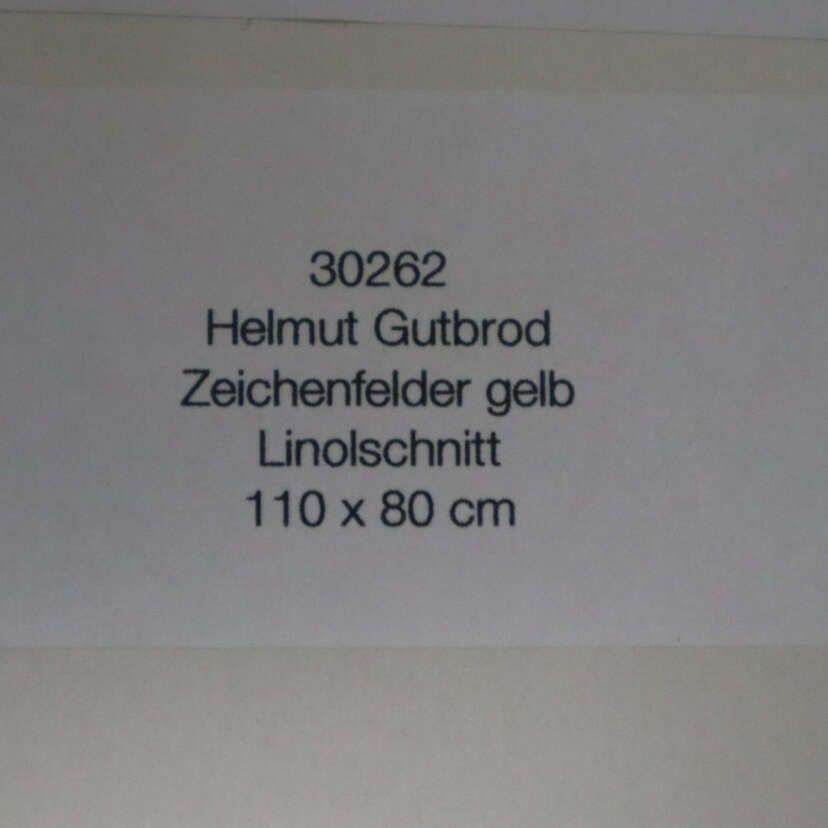 30262
Helmut Gutbrod
Zeichenfelder gelb
Linolschnitt
110 x 80 cm